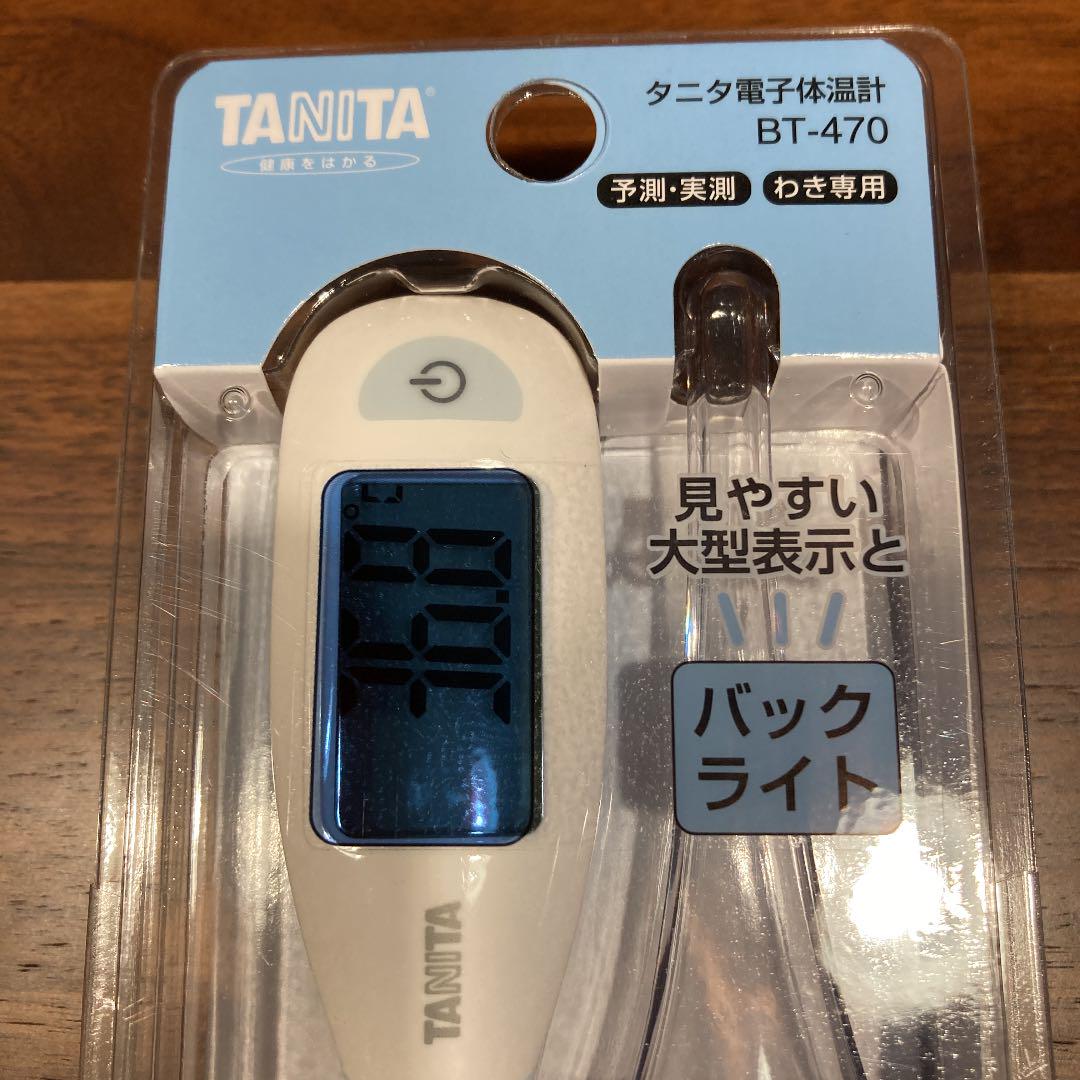 TANITA®
健康をはかる
タニタ電子体温計
BT-470
予測・実測
わき専用
見やすい
大型表示と
バック
ライト
TANITA